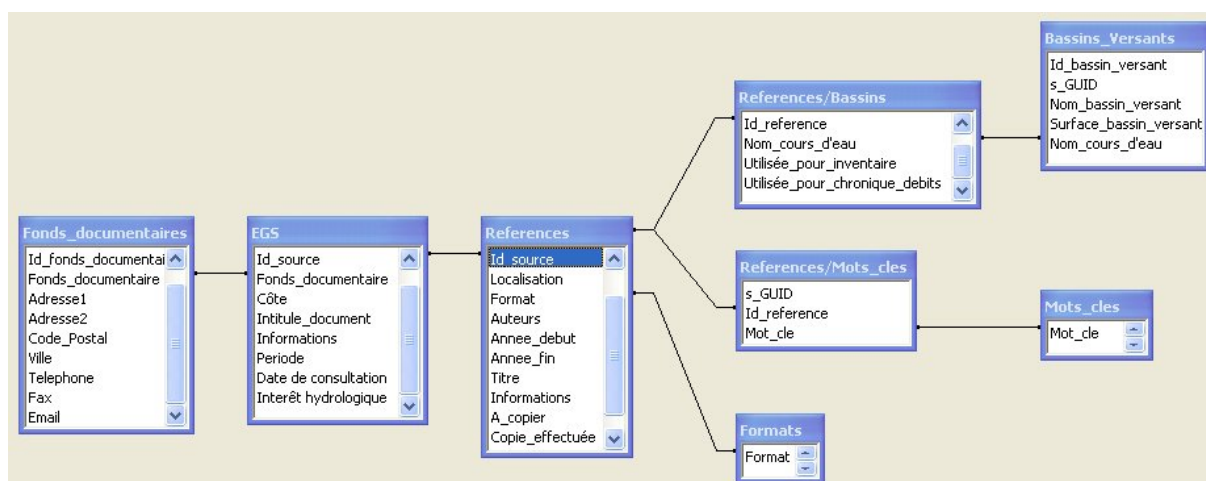 Fonds_documentaires
Id_fonds_documentai
Fonds_documentaire
Adresse1
Adresse2
Code_Postal
Ville
Telephone
Fax
Email
EGS
Id_source
Fonds_documentaire
Côte
Intitule_document
Informations
Periode
Date de consultation
Interêt hydrologique
References
Id_source
Localisation
Format
Auteurs
Annee_debut
Annee_fin
Titre
Informations
A_copier
Copie_effectuée
References/Bassins
Id_reference
Nom_cours_d'eau
Utilisée_pour_inventaire
Utilisée_pour_chronique_debits
Bassins_Versants
Id_bassin_versant
s_GUID
Nom_bassin_versant
Surface_bassin_versant
Nom_cours_d'eau
References/Mots_cles
s_GUID
Id_reference
Mot_cle
Mots_cles
Mot_cle
Formats
Format